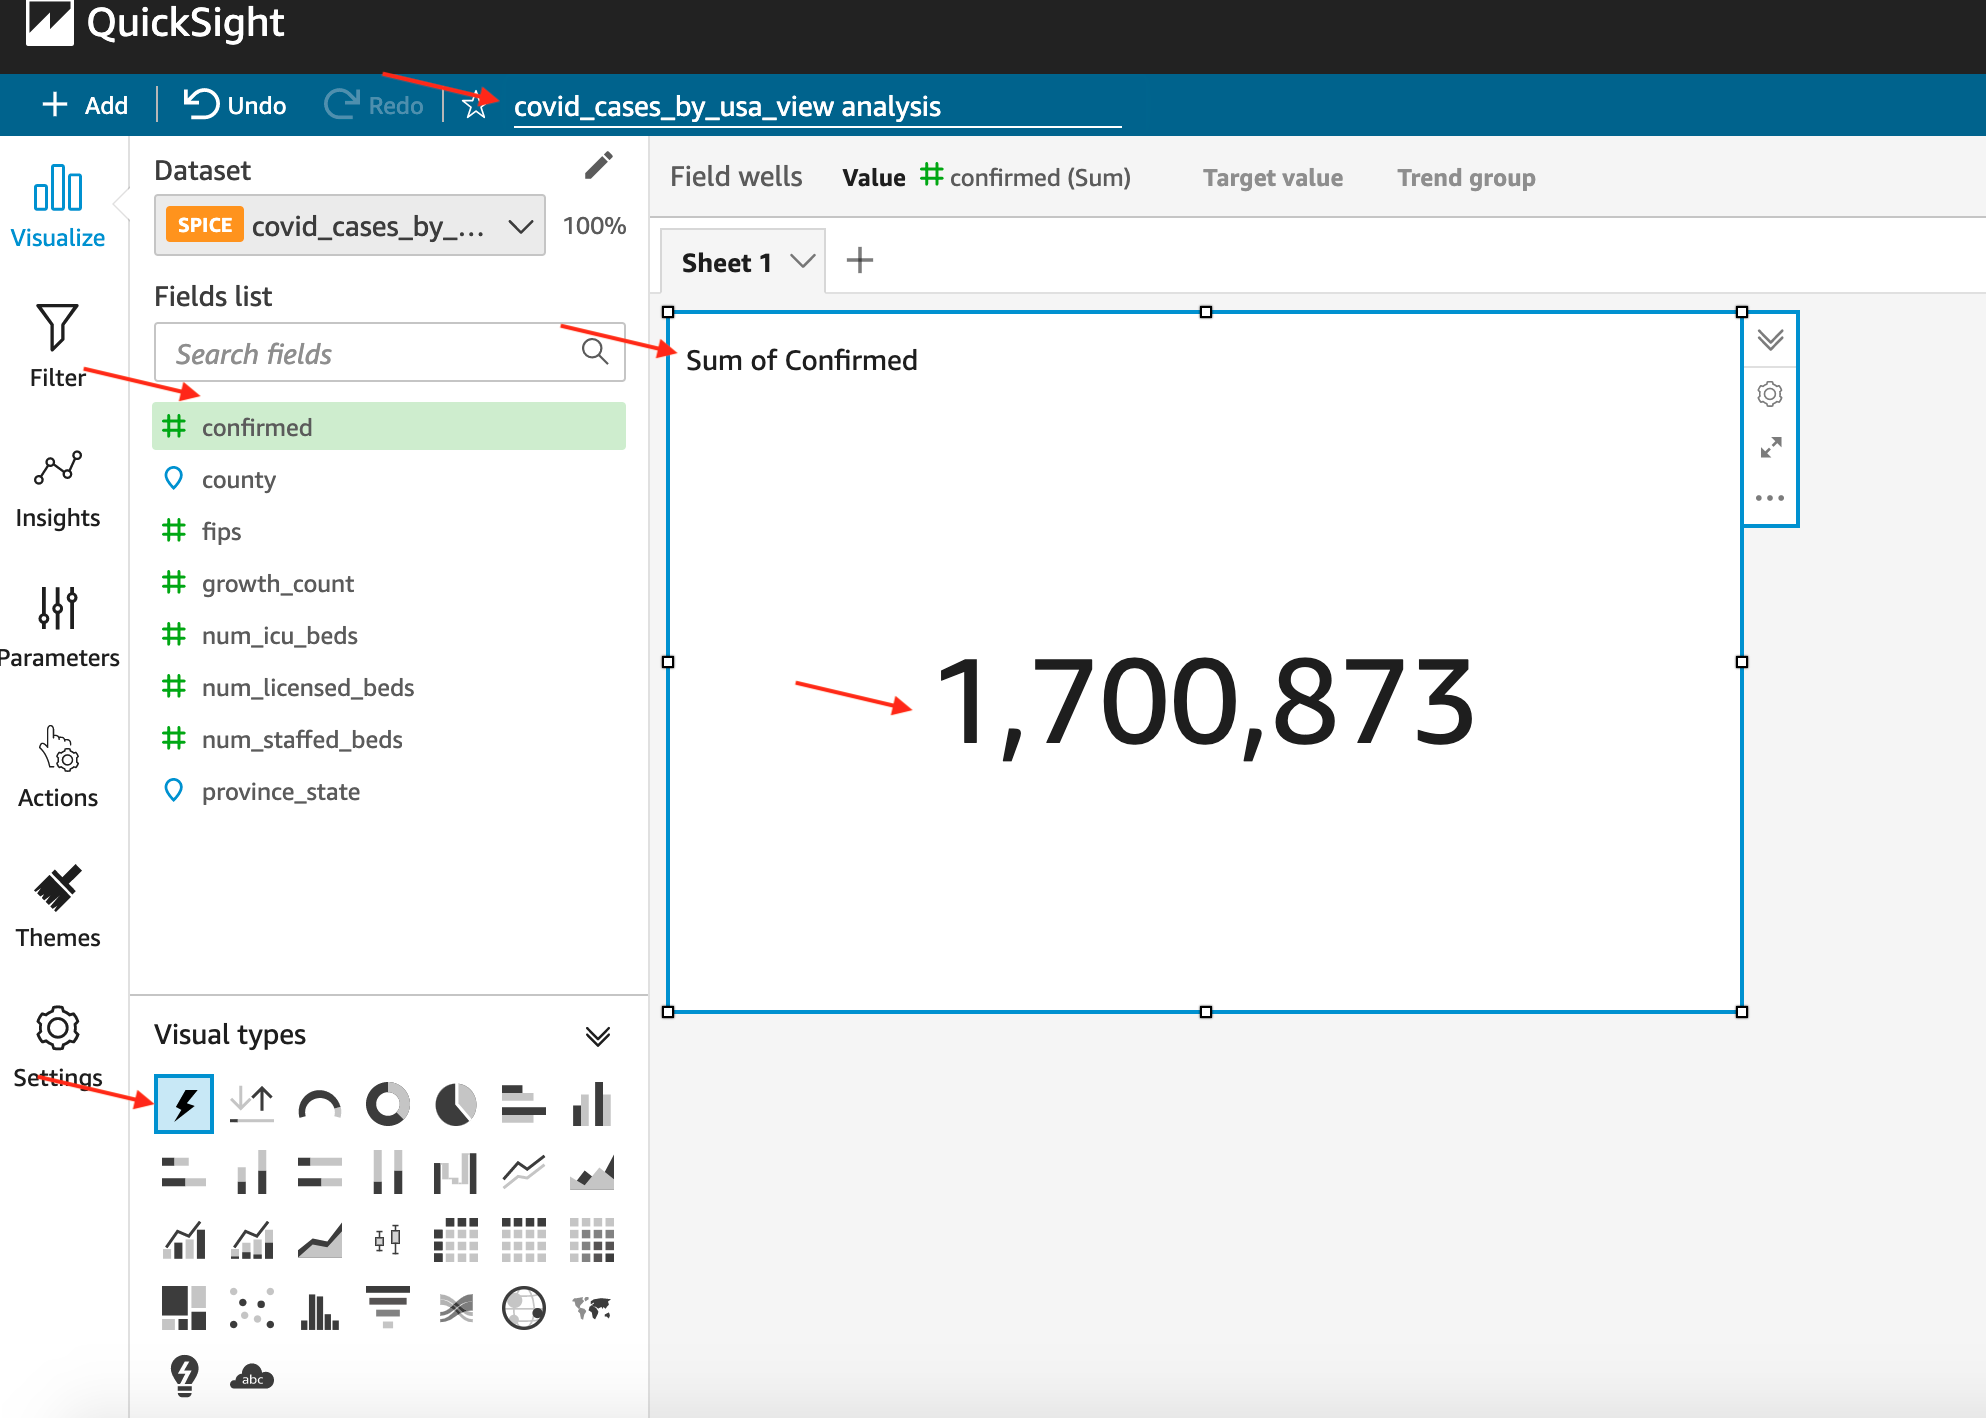 QuickSight
Add Undo Redo covid_cases_by_usa_view analysis
Visualize
Filter
Insights
Parameters
Actions
Themes
Settings
Dataset
SPICE covid_cases_by_... 100%
Fields list
Search fields
confirmed
county
fips
growth_count
num_icu_beds
num_licensed_beds
num_staffed_beds
province_state
Visual types
abc
Field wells Value confirmed (Sum) Target value Trend group
Sheet 1
Sum of Confirmed
1,700,873